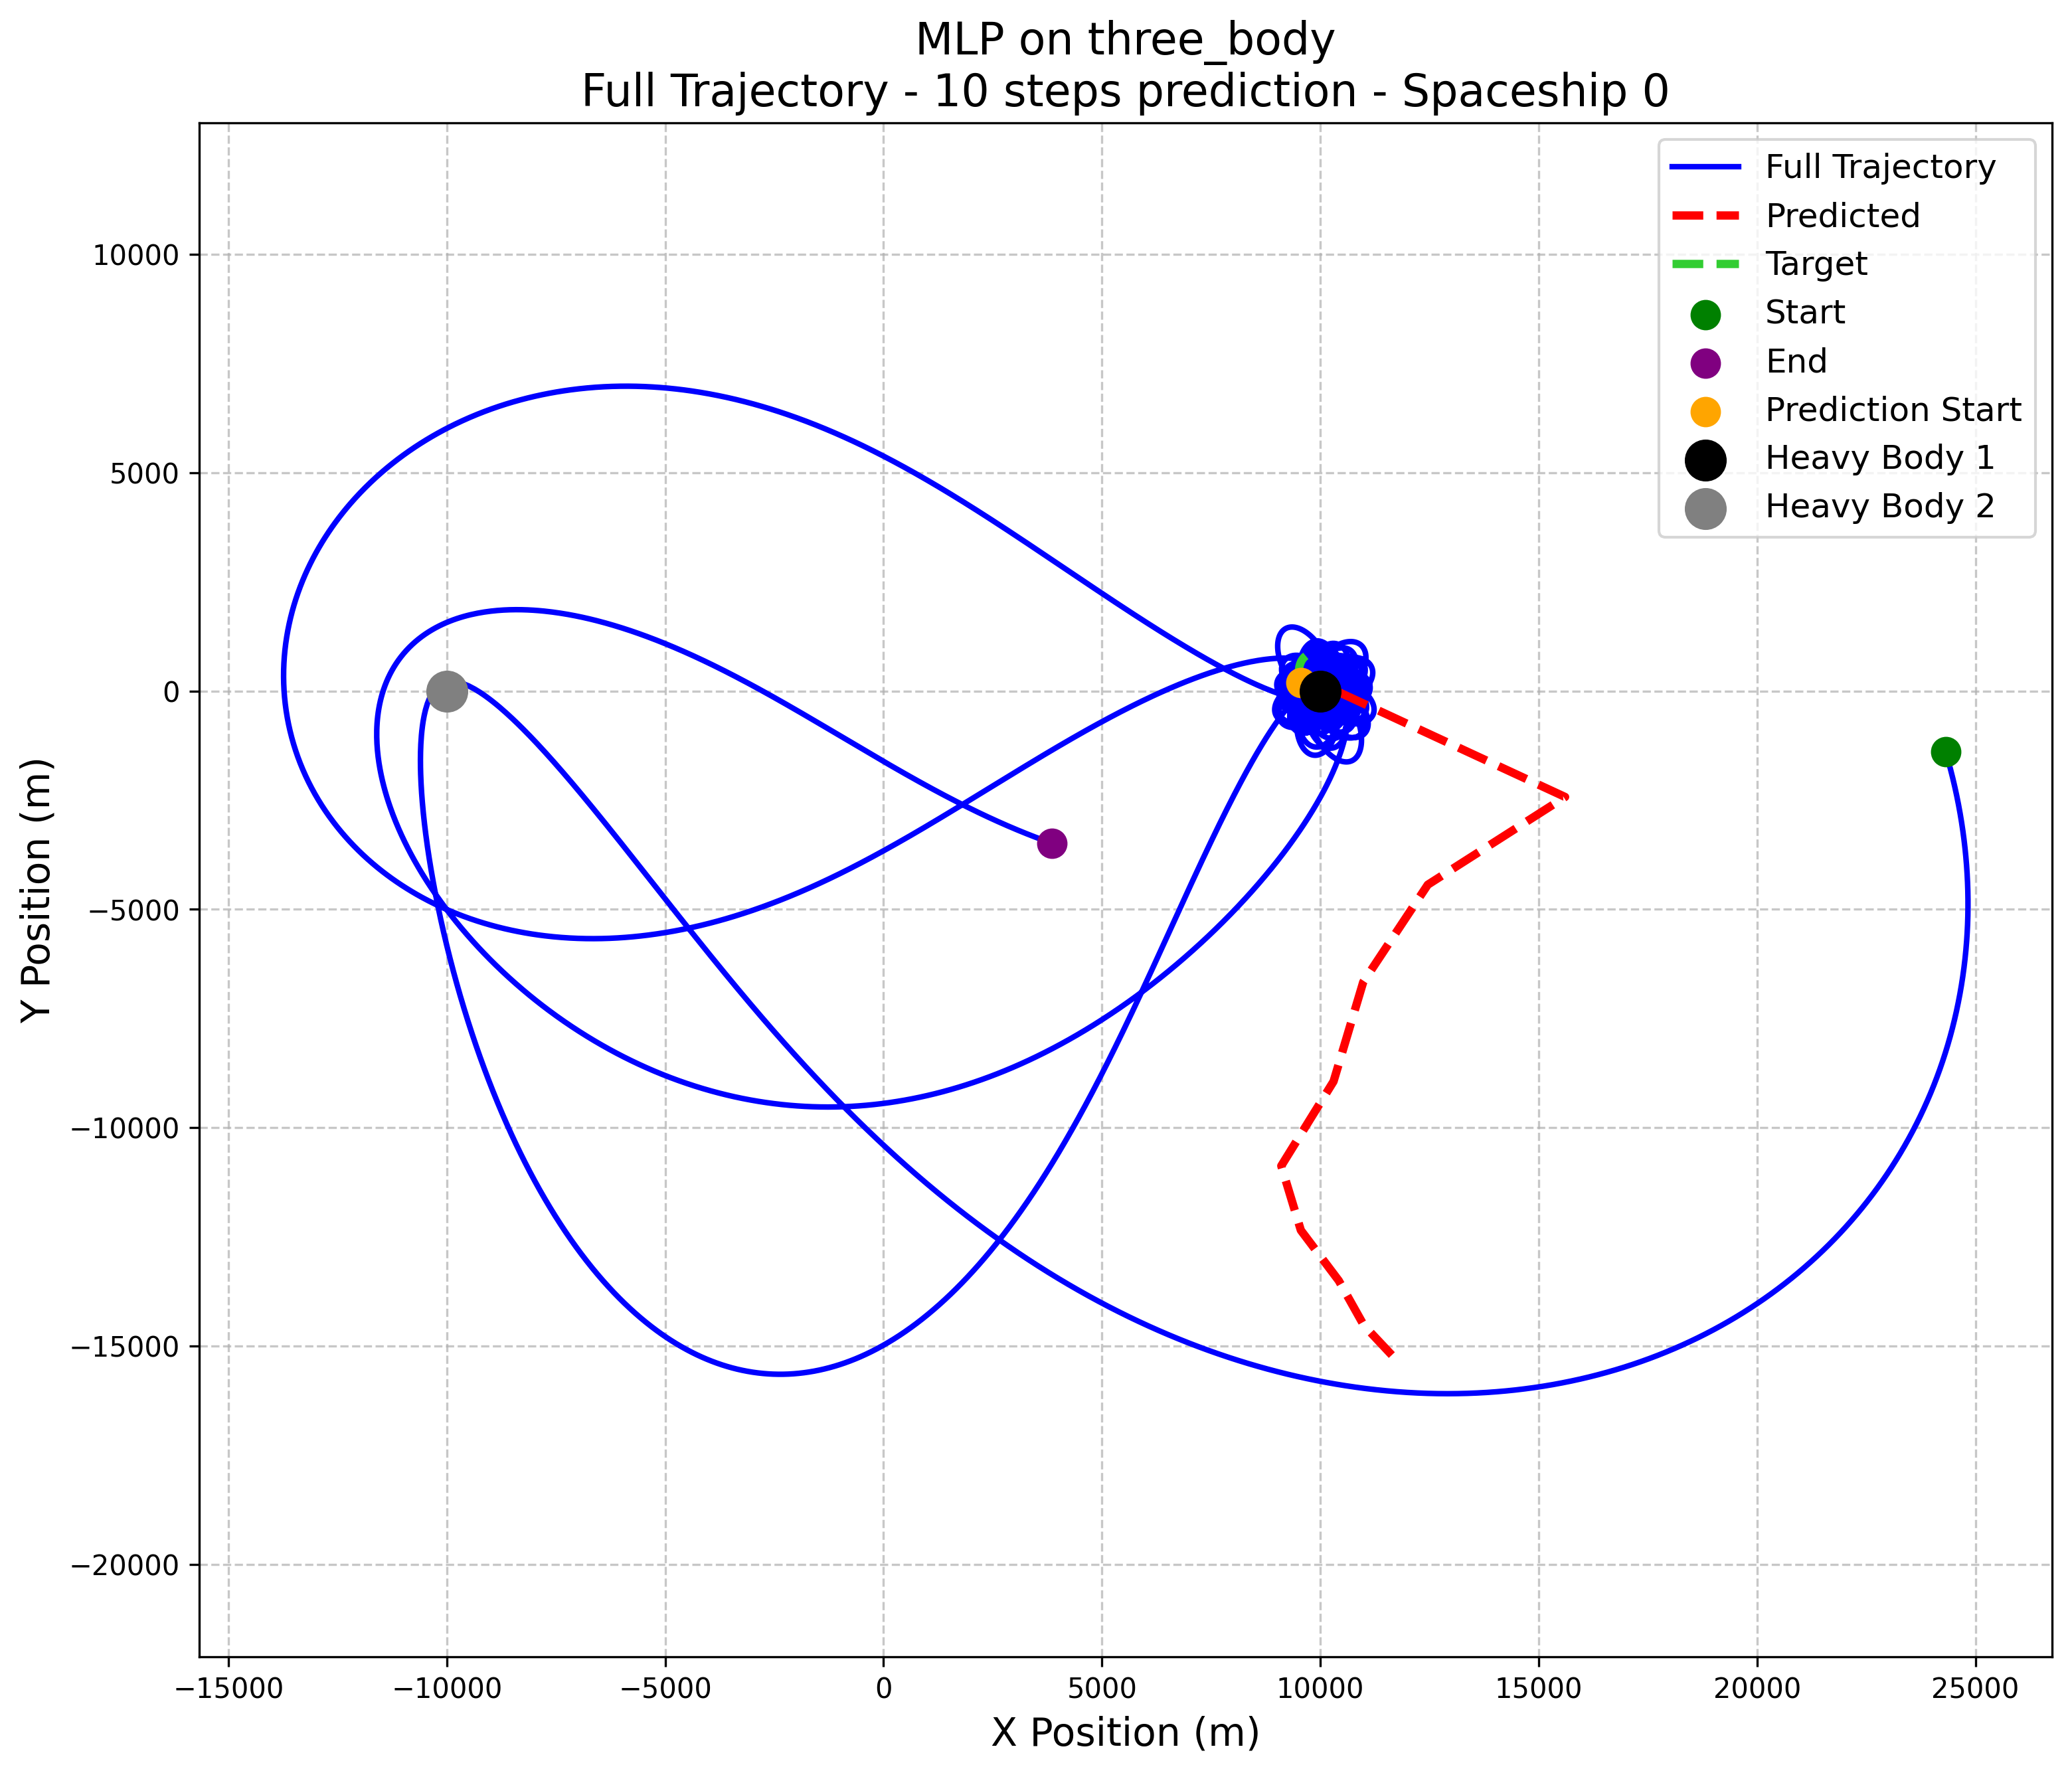 MLP on three_body
Full Trajectory - 10 steps prediction - Spaceship 0
Full Trajectory
Predicted
Target
Start
End
Prediction Start
Heavy Body 1
Heavy Body 2
Y Position (m)
10000
5000
0
−5000
−10000
−15000
−20000
−15000
−10000
−5000
0
5000
10000
15000
20000
25000
X Position (m)